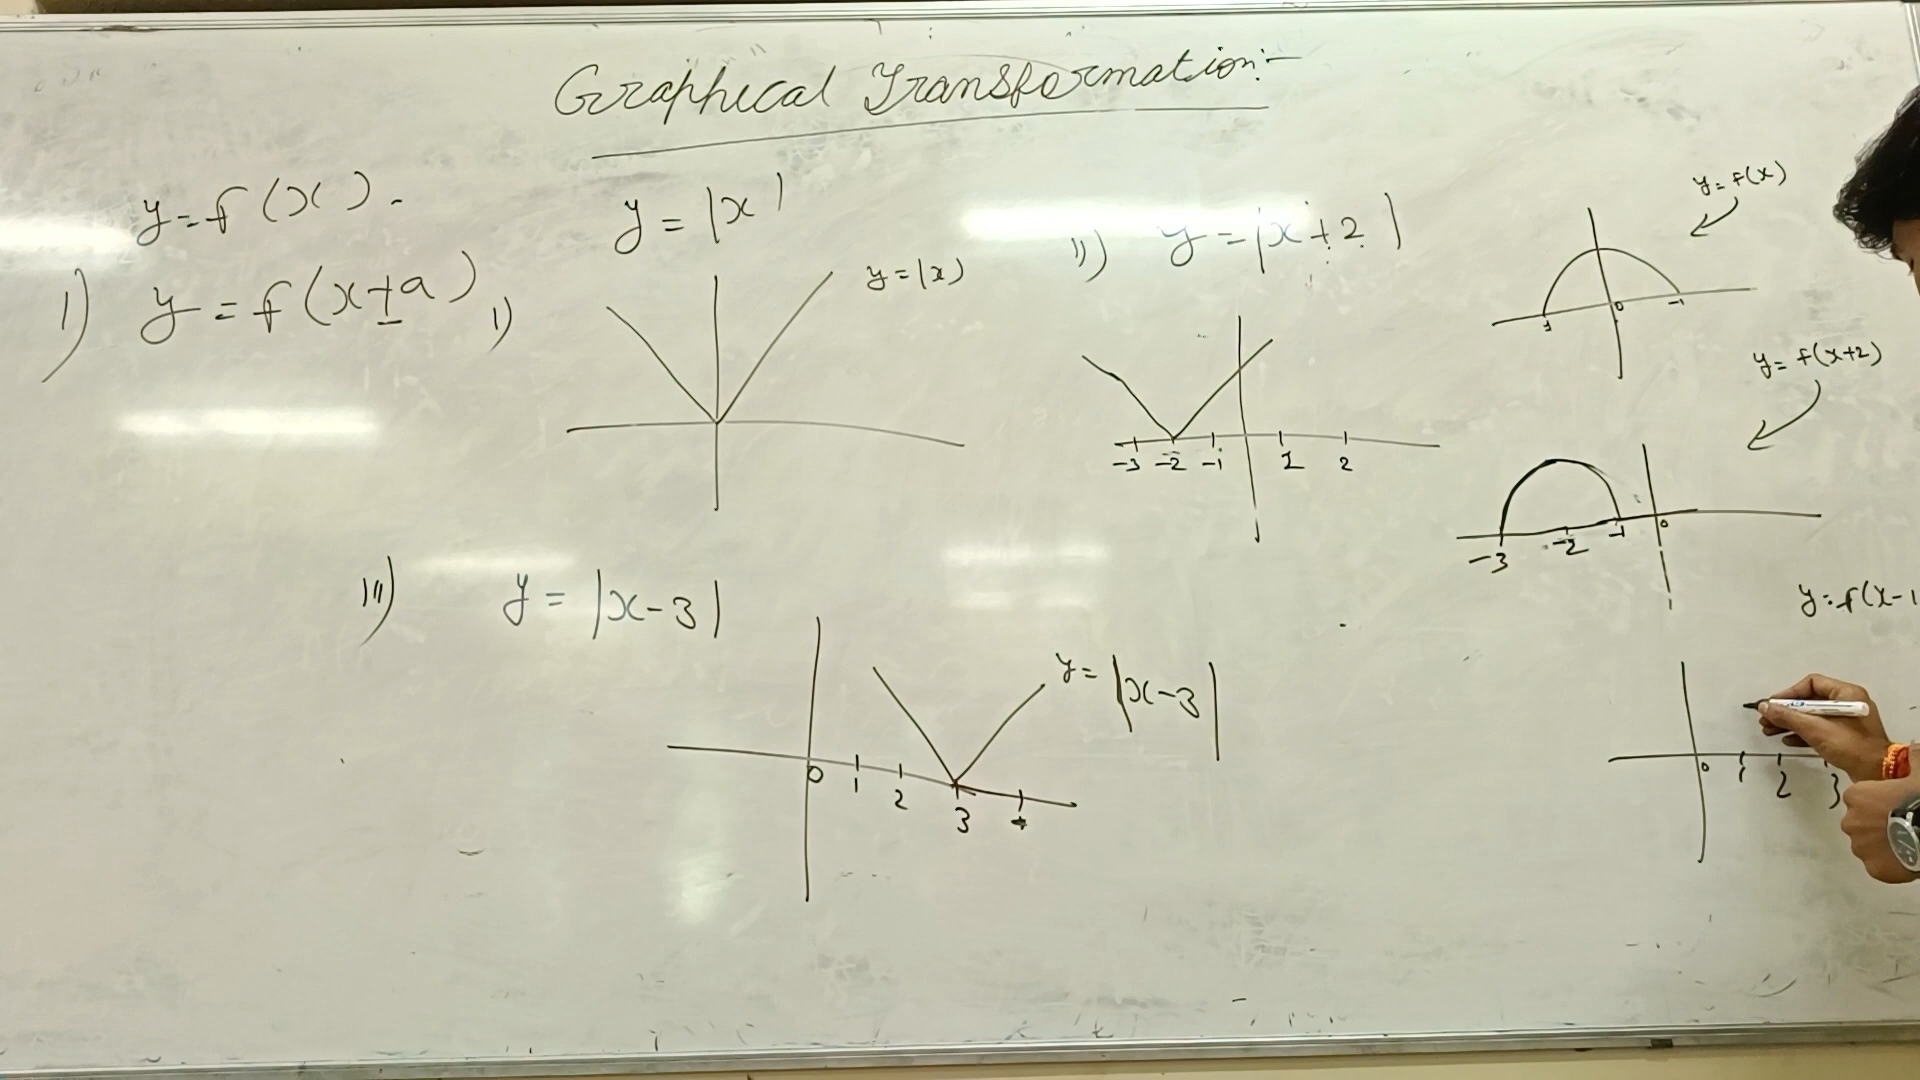 Graphical Transformation:-
y = f(x).
I) y = f(x±a)
y = |x|
I)
y = |x|
II) y = |x+2|
-3 -2 -1 1 2
y = f(x)
1 0 -1
y = f(x+2)
-3 -2 -1 0
III) y = |x-3|
y = |x-3|
0 1 2 3 4
y = f(x-1
0 1 2 3